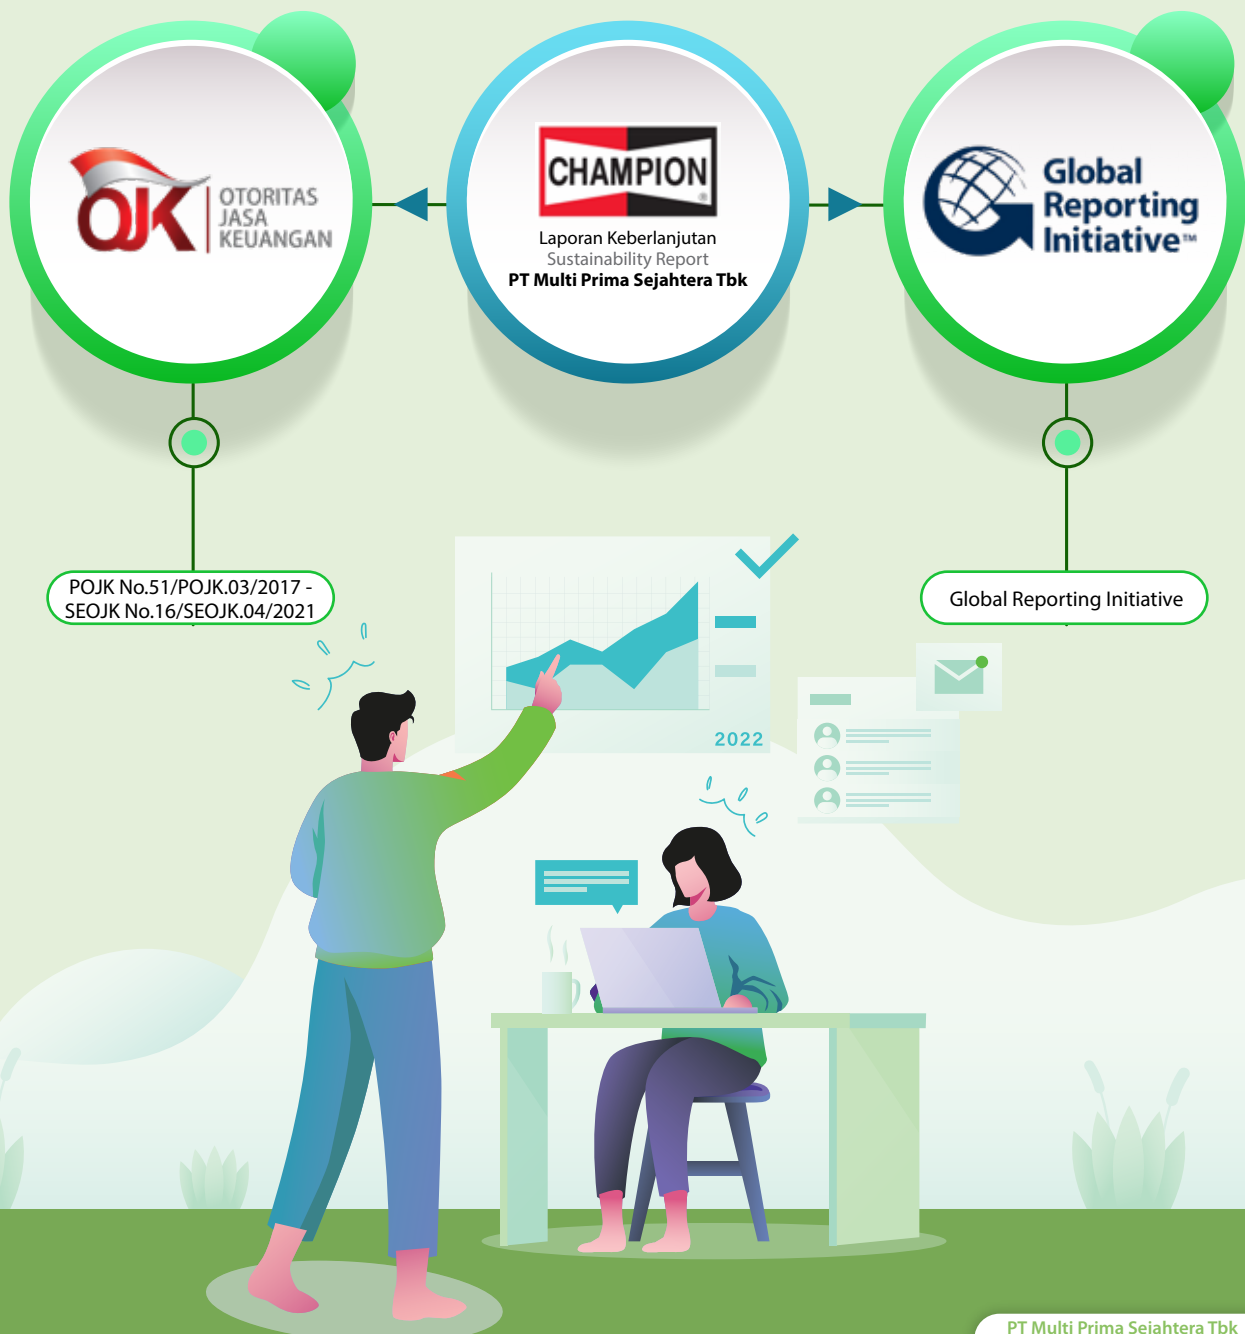 OJK
OTORITAS
JASA
KEUANGAN
CHAMPION
®
Laporan Keberlanjutan
Sustainability Report
PT Multi Prima Sejahtera Tbk
Global
Reporting
Initiative™
POJK No.51/POJK.03/2017 -
SEOJK No.16/SEOJK.04/2021
Global Reporting Initiative
2022
PT Multi Prima Sejahtera Tbk